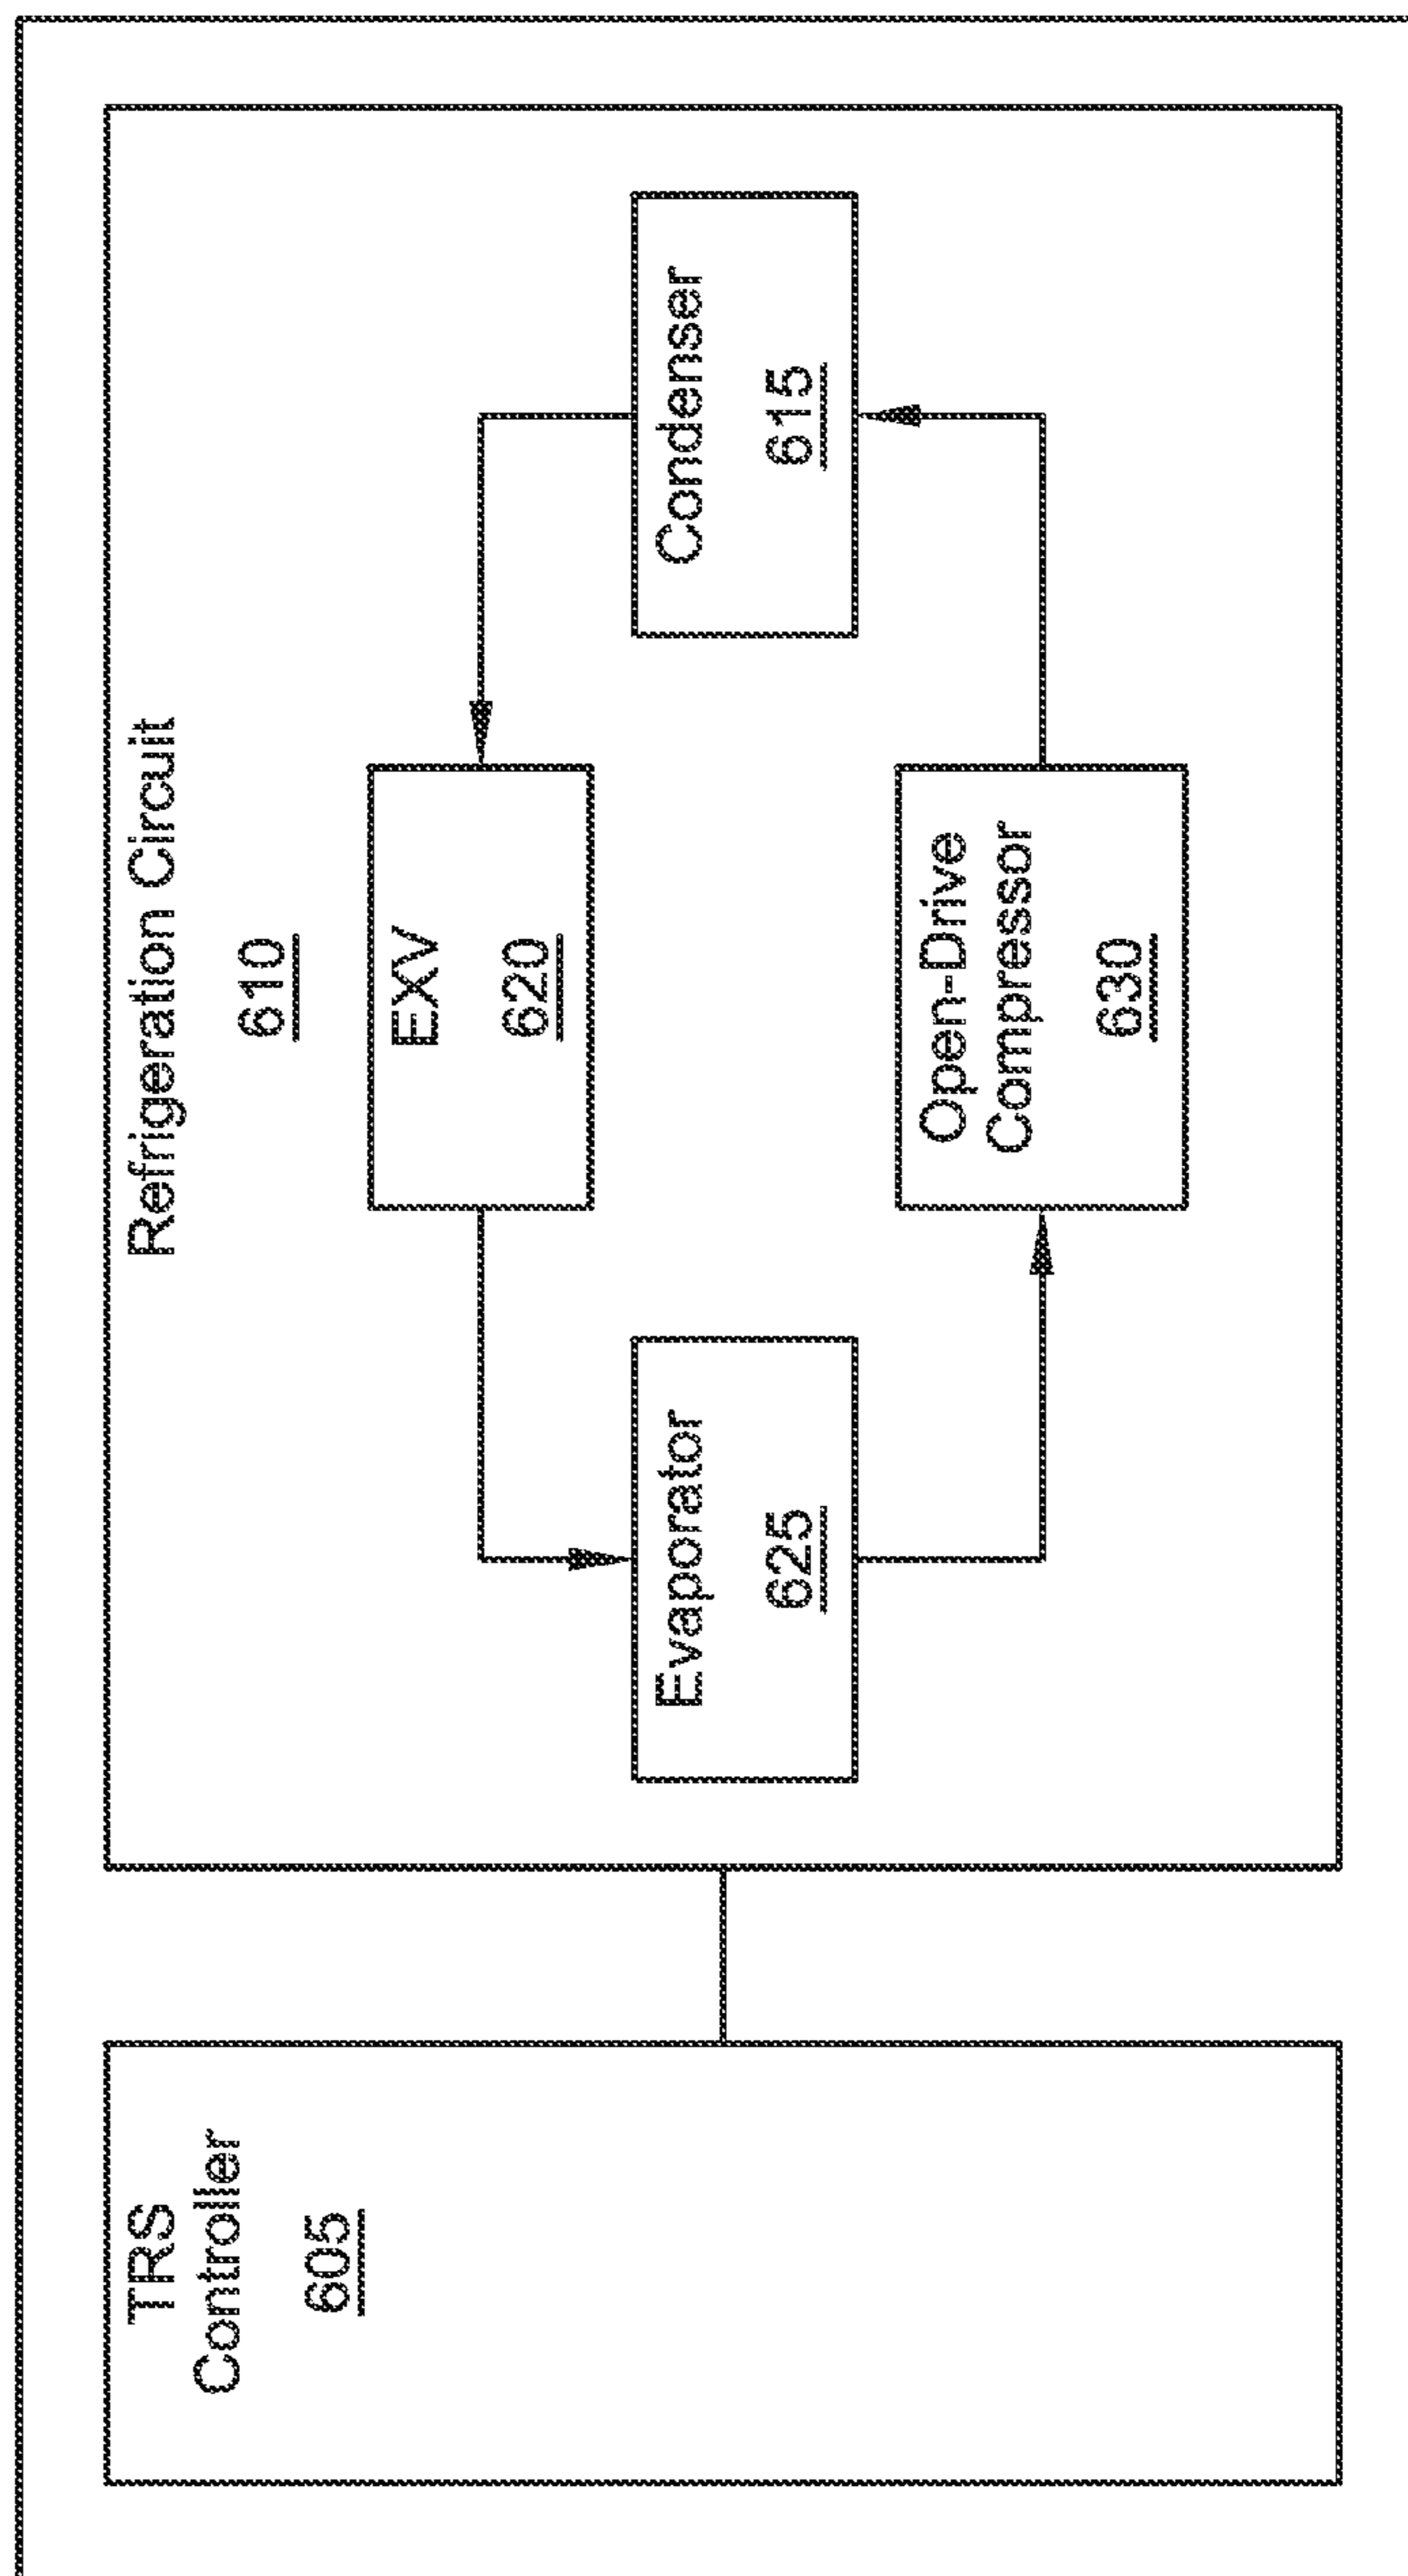 TRS
Controller
605
Refrigeration Circuit
610
EXV
620
Evaporator
625
Condenser
615
Open-Drive
Compressor
630